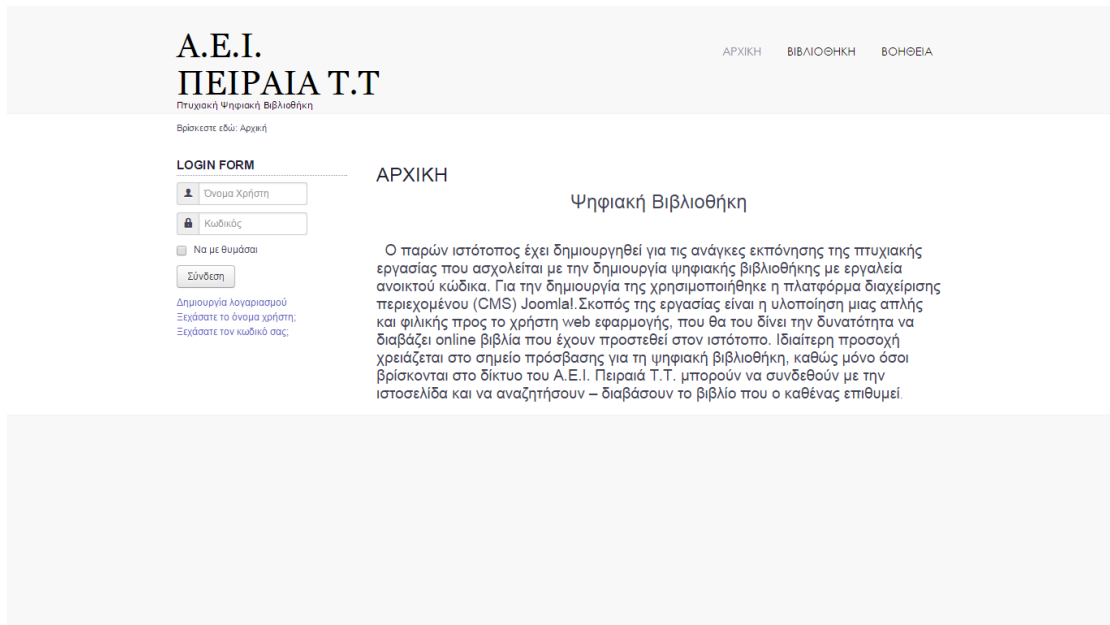 Α.Ε.Ι.
ΠΕΙΡΑΙΑ Τ.Τ
Πτυχιακή Ψηφιακή Βιβλιοθήκη
ΑΡΧΙΚΗ ΒΙΒΛΙΟΘΗΚΗ ΒΟΗΘΕΙΑ
Βρίσκεστε εδώ: Αρχική
LOGIN FORM
Όνομα Χρήστη
Κωδικός
Να με θυμάσαι
Σύνδεση
Δημιουργία λογαριασμού
Ξεχάσατε το όνομα χρήστη;
Ξεχάσατε τον κωδικό σας;
ΑΡΧΙΚΗ
Ψηφιακή Βιβλιοθήκη
Ο παρών ιστότοπος έχει δημιουργηθεί για τις ανάγκες εκπόνησης της πτυχιακής
εργασίας που ασχολείται με την δημιουργία ψηφιακής βιβλιοθήκης με εργαλεία
ανοικτού κώδικα. Για την δημιουργία της χρησιμοποιήθηκε η πλατφόρμα διαχείρισης
περιεχομένου (CMS) Joomla!.Σκοπός της εργασίας είναι η υλοποίηση μιας απλής
και φιλικής προς το χρήστη web εφαρμογής, που θα του δίνει την δυνατότητα να
διαβάζει online βιβλία που έχουν προστεθεί στον ιστότοπο. Ιδιαίτερη προσοχή
χρειάζεται στο σημείο πρόσβασης για τη ψηφιακή βιβλιοθήκη, καθώς μόνο όσοι
βρίσκονται στο δίκτυο του Α.Ε.Ι. Πειραιά Τ.Τ. μπορούν να συνδεθούν με την
ιστοσελίδα και να αναζητήσουν – διαβάσουν το βιβλίο που ο καθένας επιθυμεί.